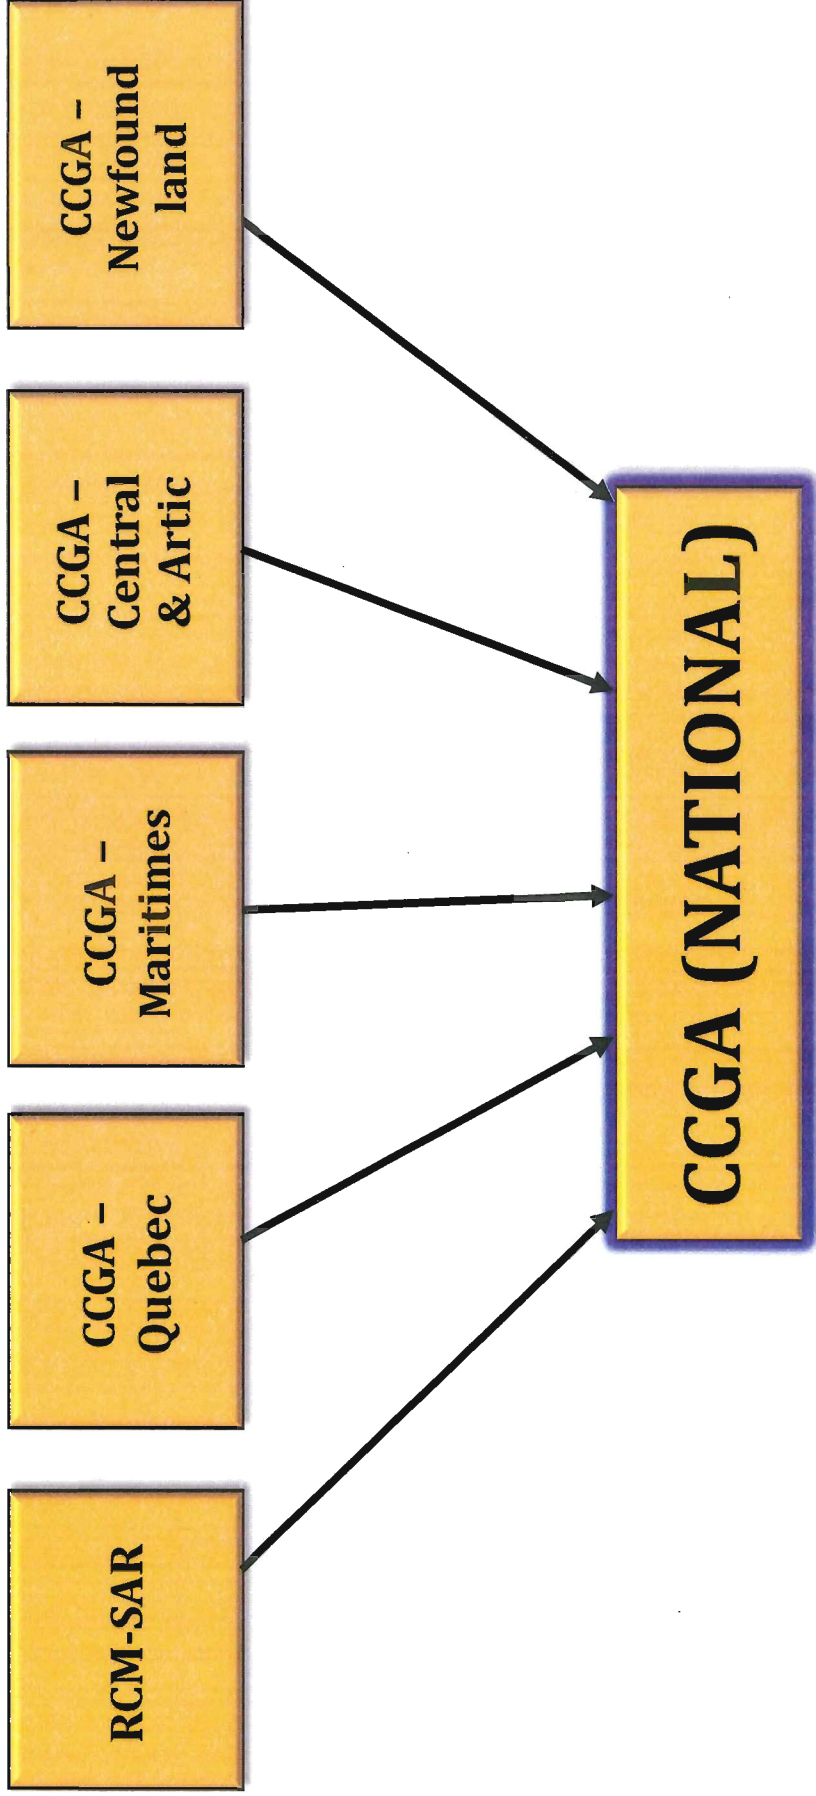 RCM-SAR
CCGA –
Quebec
CCGA –
Maritimes
CCGA –
Central
& Artic
CCGA –
Newfound
land
CCGA (NATIONAL)